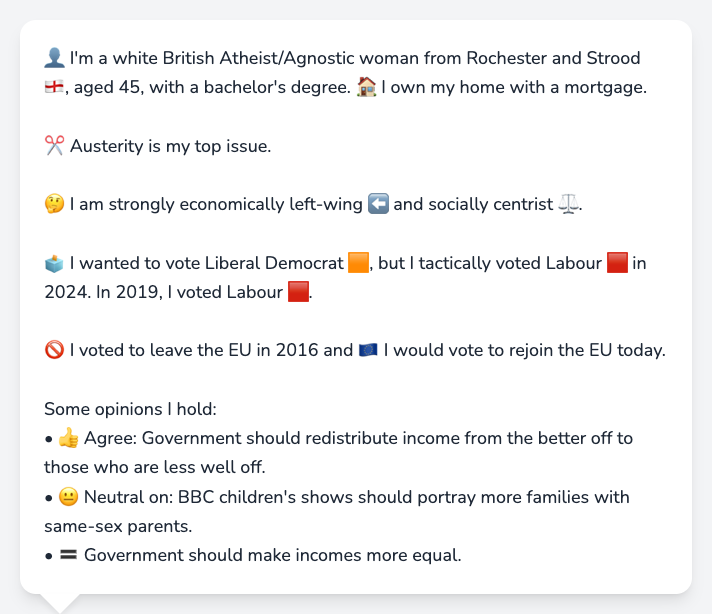 👤 I'm a white British Atheist/Agnostic woman from Rochester and Strood
🏴󠁧󠁢󠁥󠁮󠁧󠁿, aged 45, with a bachelor's degree. 🏠 I own my home with a mortgage.
✂️ Austerity is my top issue.
🤔 I am strongly economically left-wing ⬅️ and socially centrist ⚖️.
🗳️ I wanted to vote Liberal Democrat 🟧, but I tactically voted Labour 🟥 in
2024. In 2019, I voted Labour 🟥.
🚫 I voted to leave the EU in 2016 and 🇪🇺 I would vote to rejoin the EU today.
Some opinions I hold:
• 👍 Agree: Government should redistribute income from the better off to
those who are less well off.
• 😐 Neutral on: BBC children's shows should portray more families with
same-sex parents.
• 🟰 Government should make incomes more equal.